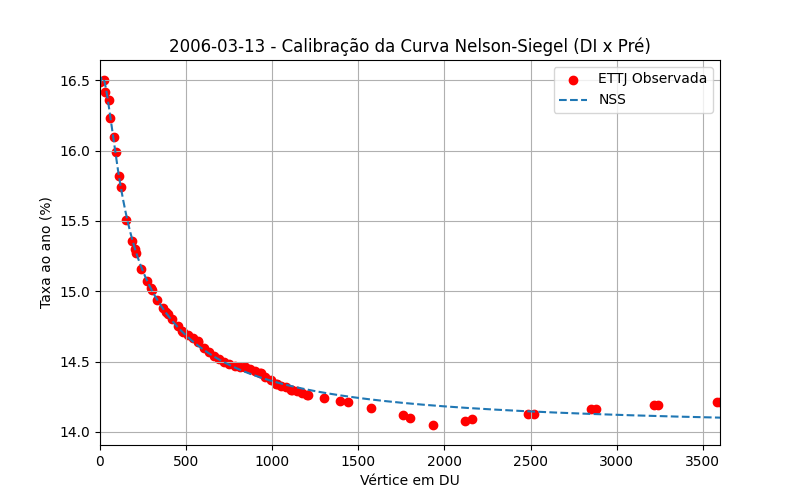 2006-03-13 - Calibração da Curva Nelson-Siegel (DI x Pré)
ETTJ Observada
NSS
Taxa ao ano (%)
16.5
16.0
15.5
15.0
14.5
14.0
0 500 1000 1500 2000 2500 3000 3500
Vértice em DU